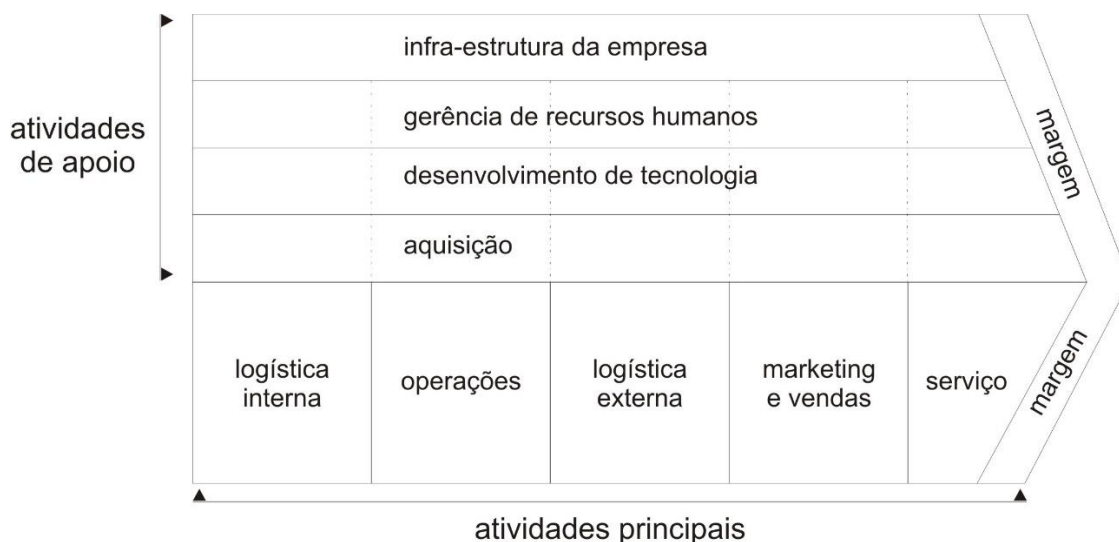 infra-estrutura da empresa
atividades
de apoio
gerência de recursos humanos
desenvolvimento de tecnologia
aquisição
margem
logística
interna
operações
logística
externa
marketing
e vendas
serviço
margem
atividades principais